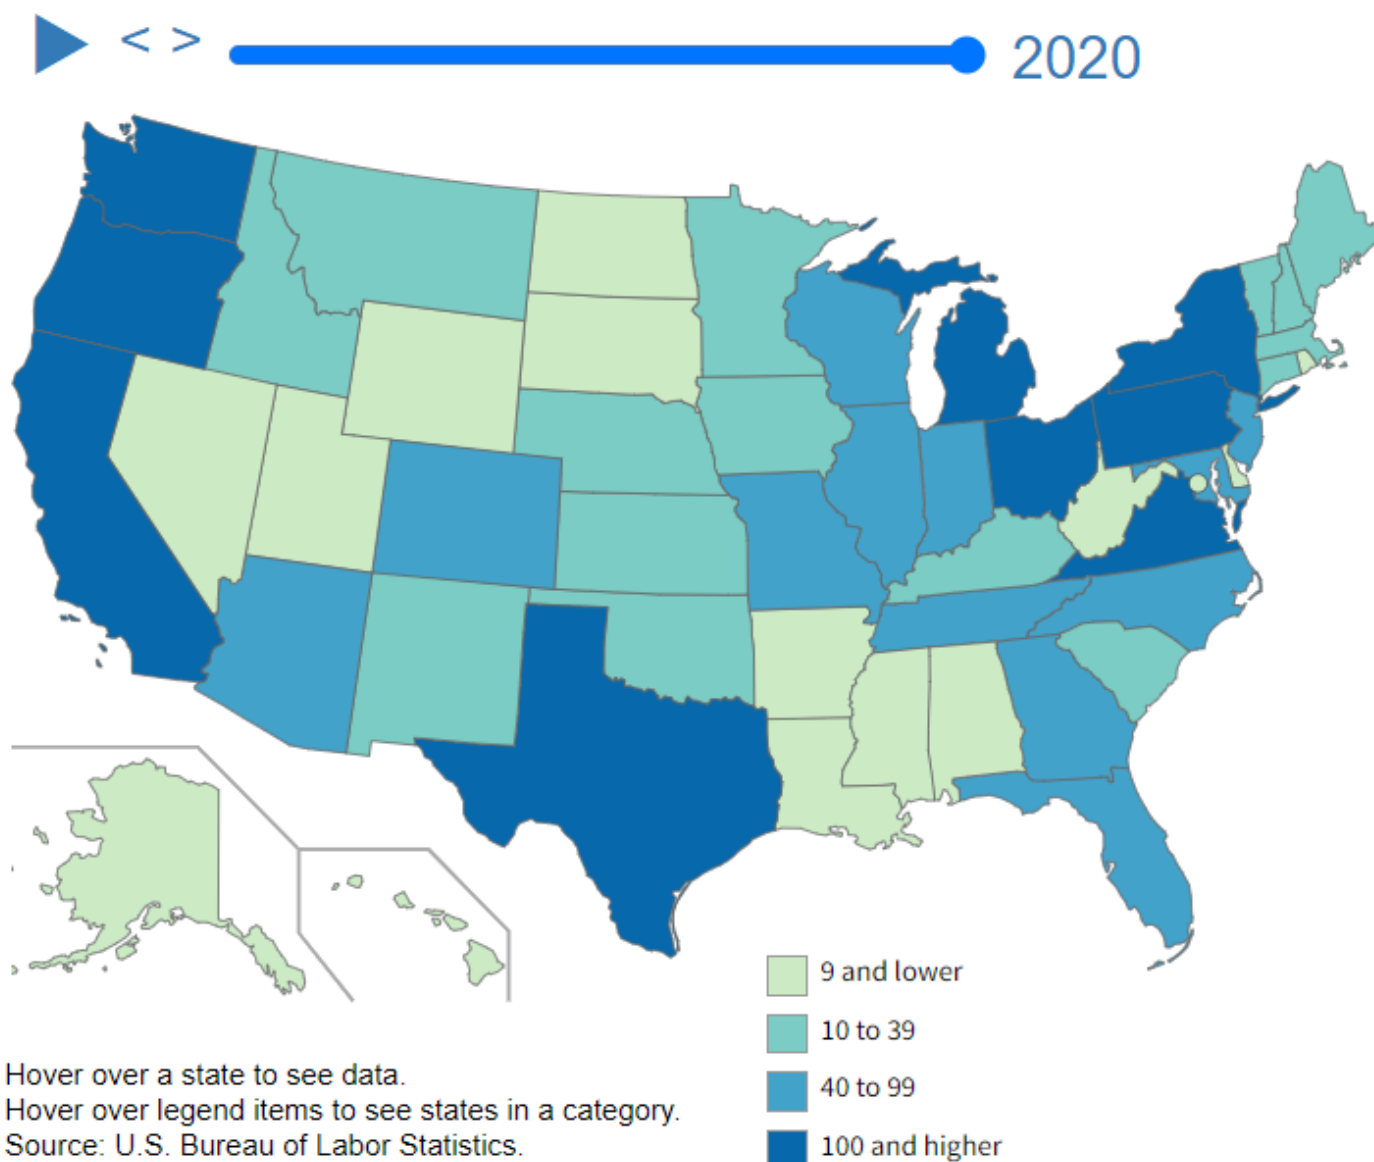 < >
2020
9 and lower
10 to 39
40 to 99
100 and higher
Hover over a state to see data.
Hover over legend items to see states in a category.
Source: U.S. Bureau of Labor Statistics.